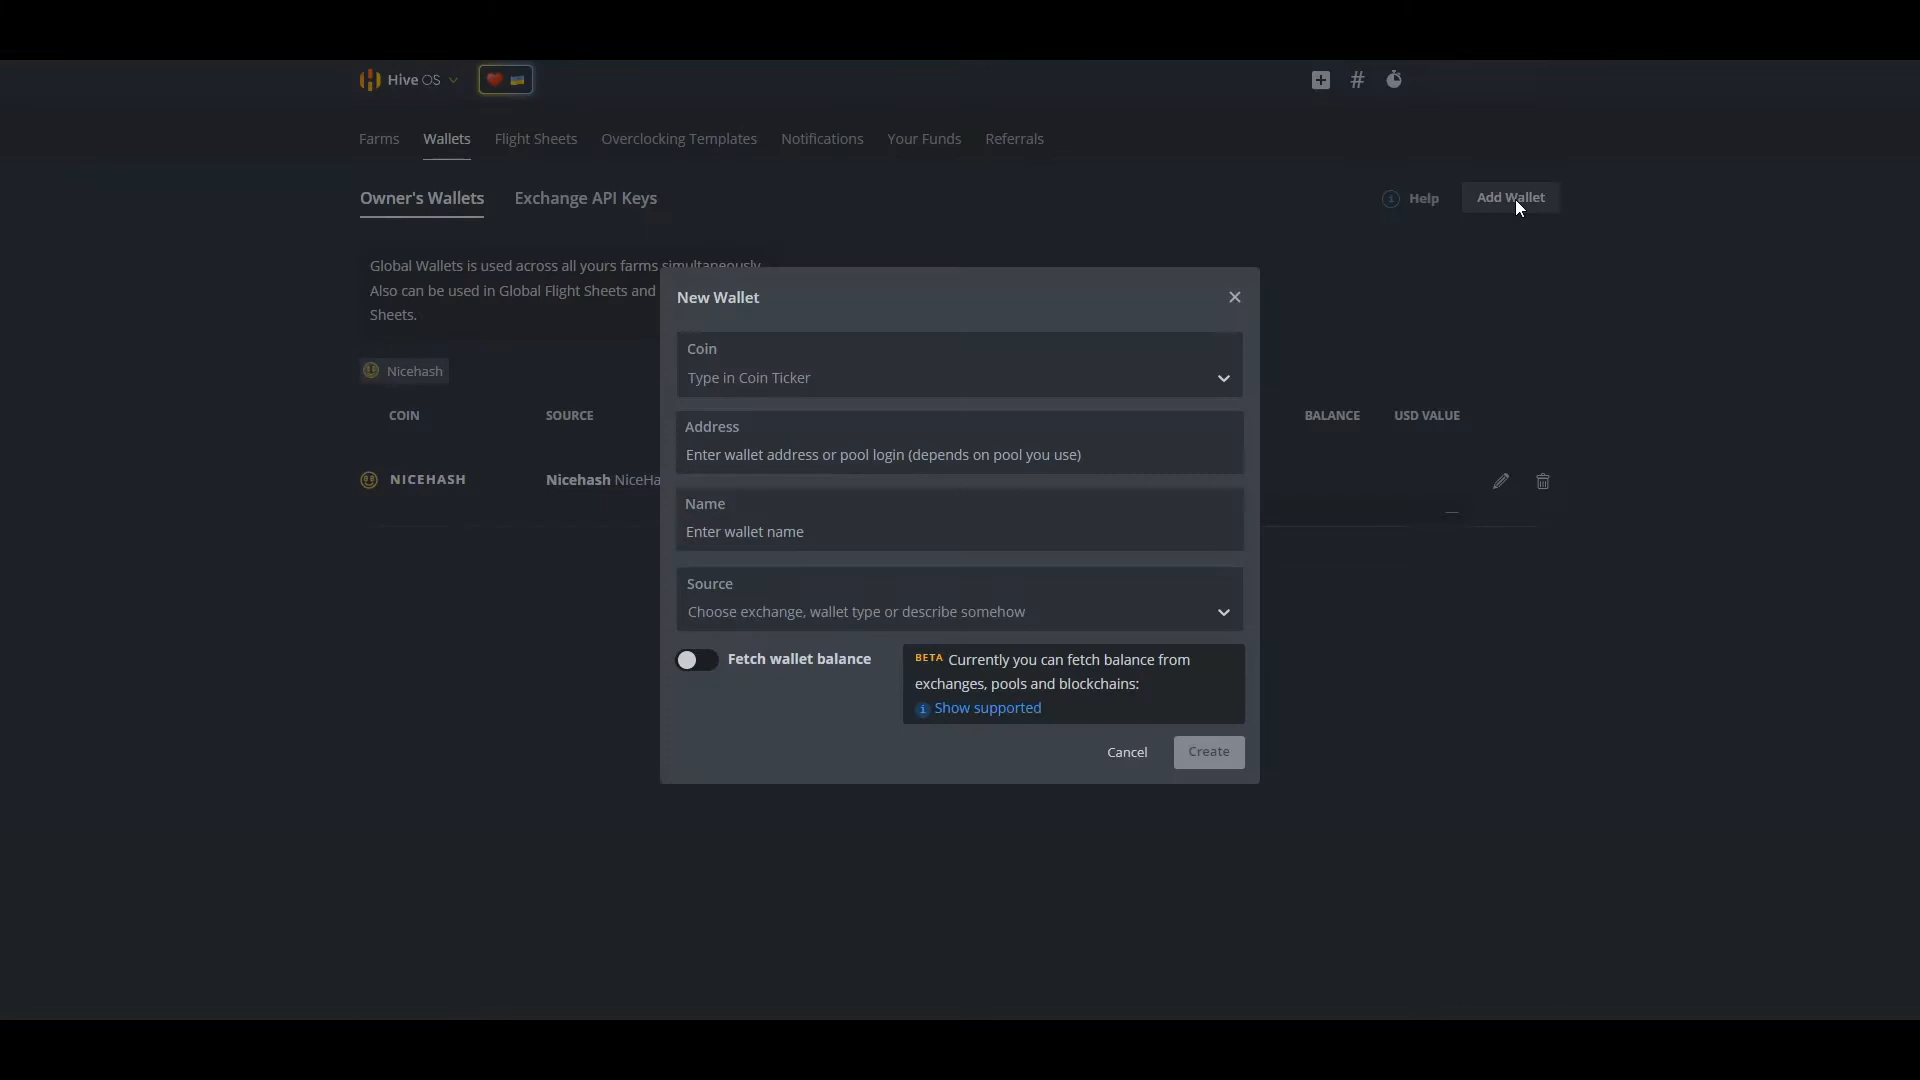 Hive OS
Farms Wallets Flight Sheets Overclocking Templates Notifications Your Funds Referrals
Owner's Wallets Exchange API Keys Help Add Wallet
Global Wallets is used across all yours farms simultaneously.
Also can be used in Global Flight Sheets and
Sheets.
Nicehash
COIN SOURCE BALANCE USD VALUE
NICEHASH Nicehash NiceHa
New Wallet
Coin
Type in Coin Ticker
Address
Enter wallet address or pool login (depends on pool you use)
Name
Enter wallet name
Source
Choose exchange, wallet type or describe somehow
Fetch wallet balance
BETA Currently you can fetch balance from
exchanges, pools and blockchains:
Show supported
Cancel Create